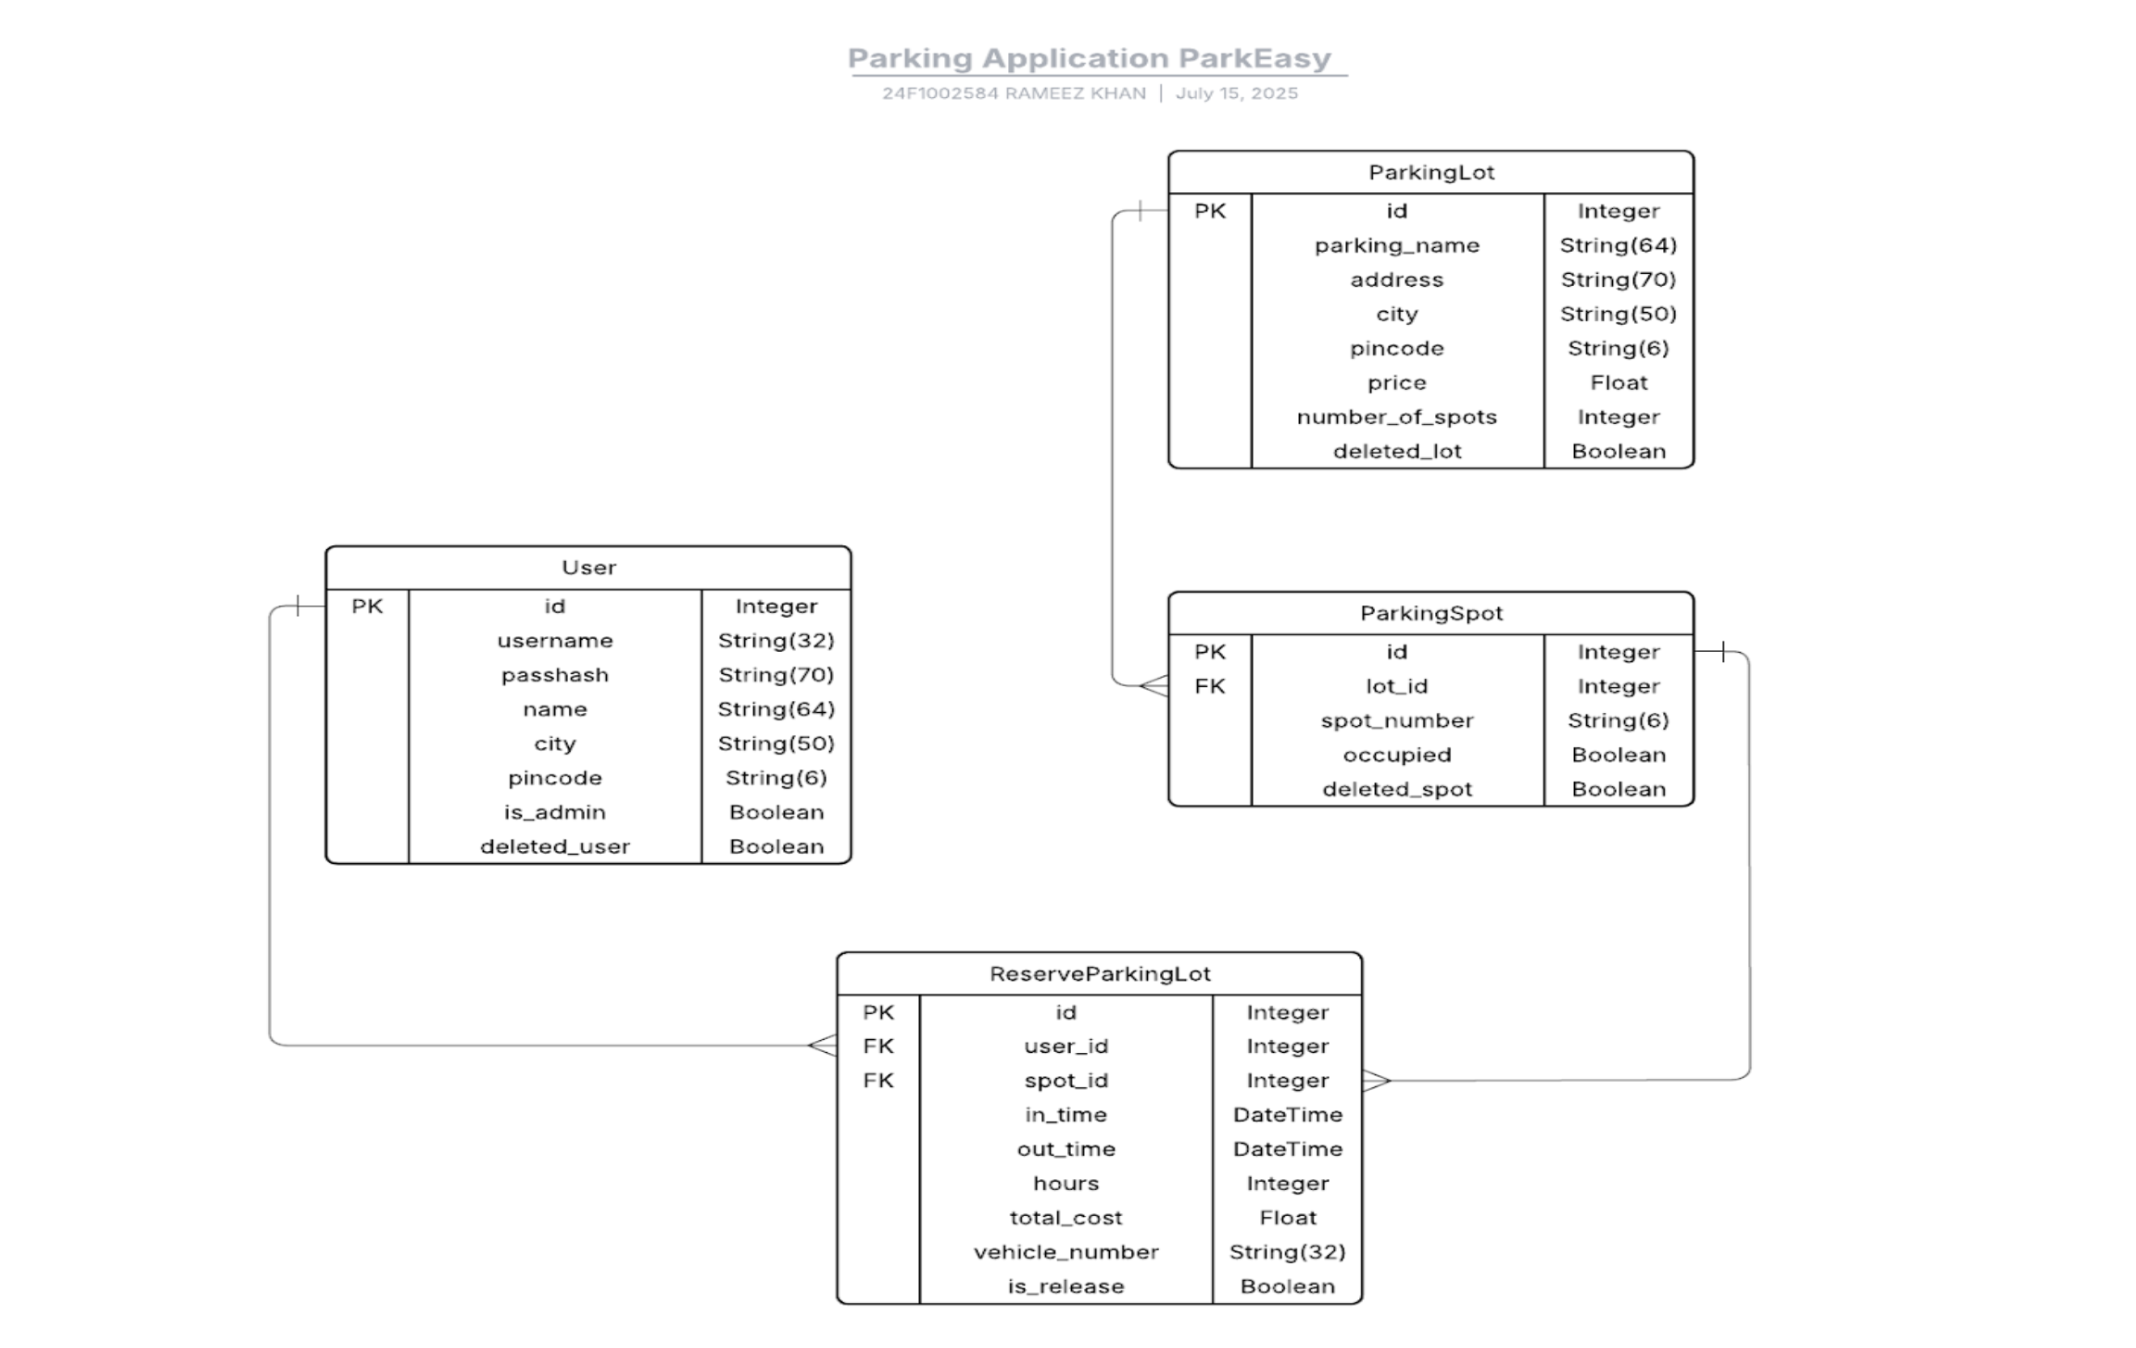 Parking Application ParkEasy
24F1002584 RAMEEZ KHAN | July 15, 2025
ParkingLot
PK id Integer
parking_name String(64)
address String(70)
city String(50)
pincode String(6)
price Float
number_of_spots Integer
deleted_lot Boolean
User
PK id Integer
username String(32)
passhash String(70)
name String(64)
city String(50)
pincode String(6)
is_admin Boolean
deleted_user Boolean
ParkingSpot
PK id Integer
FK lot_id Integer
spot_number String(6)
occupied Boolean
deleted_spot Boolean
ReserveParkingLot
PK id Integer
FK user_id Integer
FK spot_id Integer
in_time DateTime
out_time DateTime
hours Integer
total_cost Float
vehicle_number String(32)
is_release Boolean